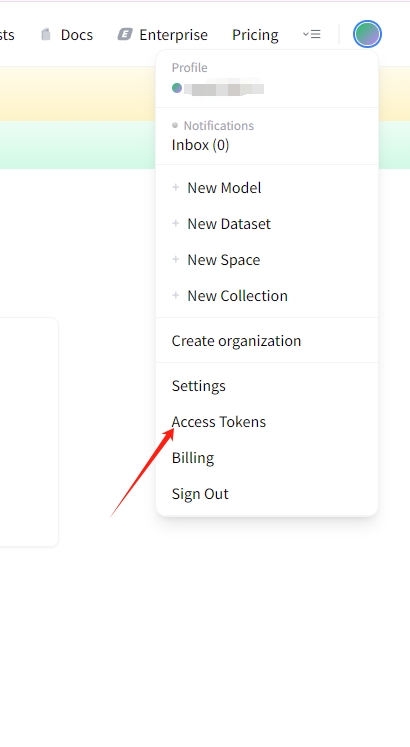 sts Docs Enterprise Pricing
Profile
Notifications
Inbox (0)
+ New Model
+ New Dataset
+ New Space
+ New Collection
Create organization
Settings
Access Tokens
Billing
Sign Out